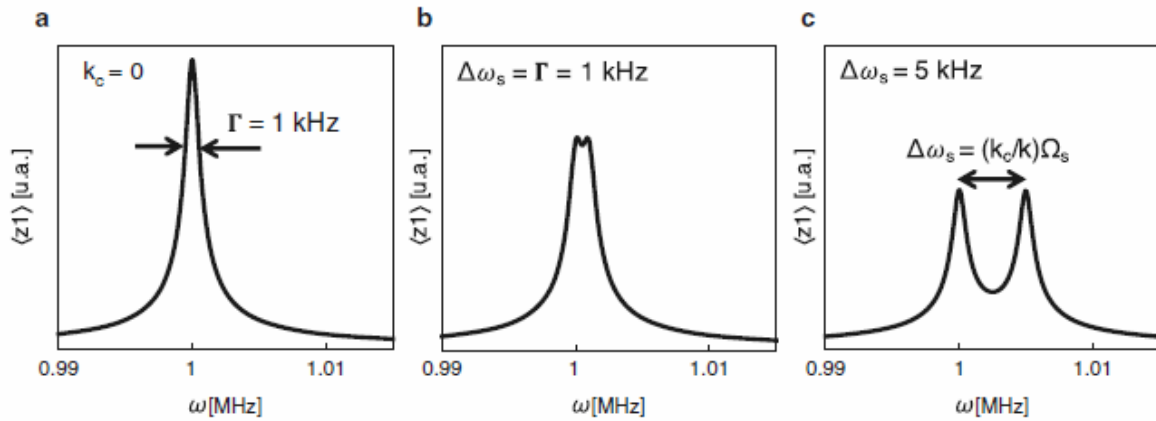 a
k_c = 0
Γ = 1 kHz
⟨z1⟩ [u.a.]
0.99
1
1.01
ω[MHz]
b
Δω_s = Γ = 1 kHz
⟨z1⟩ [u.a.]
0.99
1
1.01
ω[MHz]
c
Δω_s = 5 kHz
Δω_s = (k_c/k)Ω_s
⟨z1⟩ [u.a.]
0.99
1
1.01
ω[MHz]